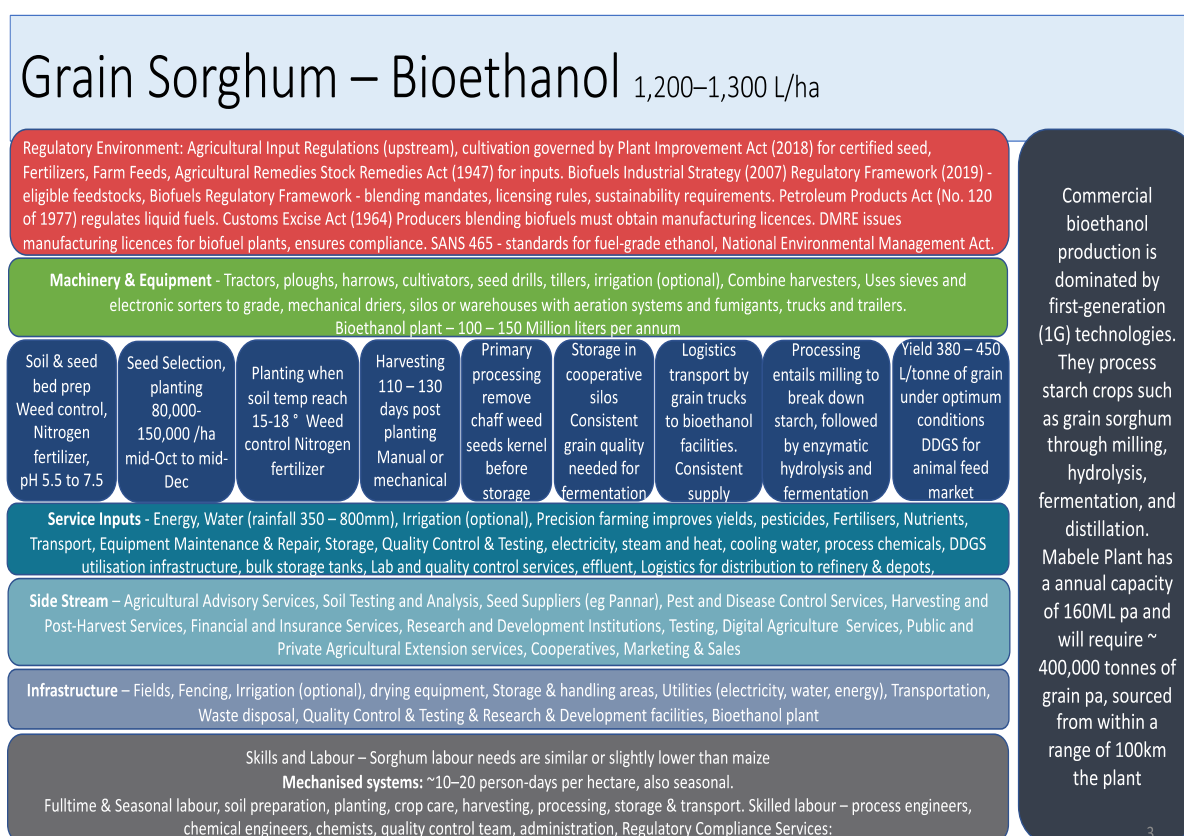 Grain Sorghum – Bioethanol 1,200–1,300 L/ha
Regulatory Environment: Agricultural Input Regulations (upstream), cultivation governed by Plant Improvement Act (2018) for certified seed,
Fertilizers, Farm Feeds, Agricultural Remedies Stock Remedies Act (1947) for inputs. Biofuels Industrial Strategy (2007) Regulatory Framework (2019) -
eligible feedstocks, Biofuels Regulatory Framework - blending mandates, licensing rules, sustainability requirements. Petroleum Products Act (No. 120
of 1977) regulates liquid fuels. Customs Excise Act (1964) Producers blending biofuels must obtain manufacturing licences. DMRE issues
manufacturing licences for biofuel plants, ensures compliance. SANS 465 - standards for fuel-grade ethanol, National Environmental Management Act.
Machinery & Equipment - Tractors, ploughs, harrows, cultivators, seed drills, tillers, irrigation (optional), Combine harvesters, Uses sieves and
electronic sorters to grade, mechanical driers, silos or warehouses with aeration systems and fumigants, trucks and trailers.
Bioethanol plant – 100 – 150 Million liters per annum
Soil & seed
bed prep
Weed control,
Nitrogen
fertilizer,
pH 5.5 to 7.5
Seed Selection,
planting
80,000-
150,000 /ha
mid-Oct to mid-
Dec
Planting when
soil temp reach
15-18 ° Weed
control Nitrogen
fertilizer
Harvesting
110 – 130
days post
planting
Manual or
mechanical
Primary
processing
remove
chaff weed
seeds kernel
before
storage
Storage in
cooperative
silos
Consistent
grain quality
needed for
fermentation
Logistics
transport by
grain trucks
to bioethanol
facilities.
Consistent
supply
Processing
entails milling to
break down
starch, followed
by enzymatic
hydrolysis and
fermentation
Yield 380 – 450
L/tonne of grain
under optimum
conditions
DDGS for
animal feed
market
Service Inputs - Energy, Water (rainfall 350 – 800mm), Irrigation (optional), Precision farming improves yields, pesticides, Fertilisers, Nutrients,
Transport, Equipment Maintenance & Repair, Storage, Quality Control & Testing, electricity, steam and heat, cooling water, process chemicals, DDGS
utilisation infrastructure, bulk storage tanks, Lab and quality control services, effluent, Logistics for distribution to refinery & depots,
Side Stream – Agricultural Advisory Services, Soil Testing and Analysis, Seed Suppliers (eg Pannar), Pest and Disease Control Services, Harvesting and
Post-Harvest Services, Financial and Insurance Services, Research and Development Institutions, Testing, Digital Agriculture Services, Public and
Private Agricultural Extension services, Cooperatives, Marketing & Sales
Infrastructure – Fields, Fencing, Irrigation (optional), drying equipment, Storage & handling areas, Utilities (electricity, water, energy), Transportation,
Waste disposal, Quality Control & Testing & Research & Development facilities, Bioethanol plant
Skills and Labour – Sorghum labour needs are similar or slightly lower than maize
Mechanised systems: ~10–20 person-days per hectare, also seasonal.
Fulltime & Seasonal labour, soil preparation, planting, crop care, harvesting, processing, storage & transport. Skilled labour – process engineers,
chemical engineers, chemists, quality control team, administration, Regulatory Compliance Services:
Commercial
bioethanol
production is
dominated by
first-generation
(1G) technologies.
They process
starch crops such
as grain sorghum
through milling,
hydrolysis,
fermentation, and
distillation.
Mabele Plant has
a annual capacity
of 160ML pa and
will require ~
400,000 tonnes of
grain pa, sourced
from within a
range of 100km
the plant
3